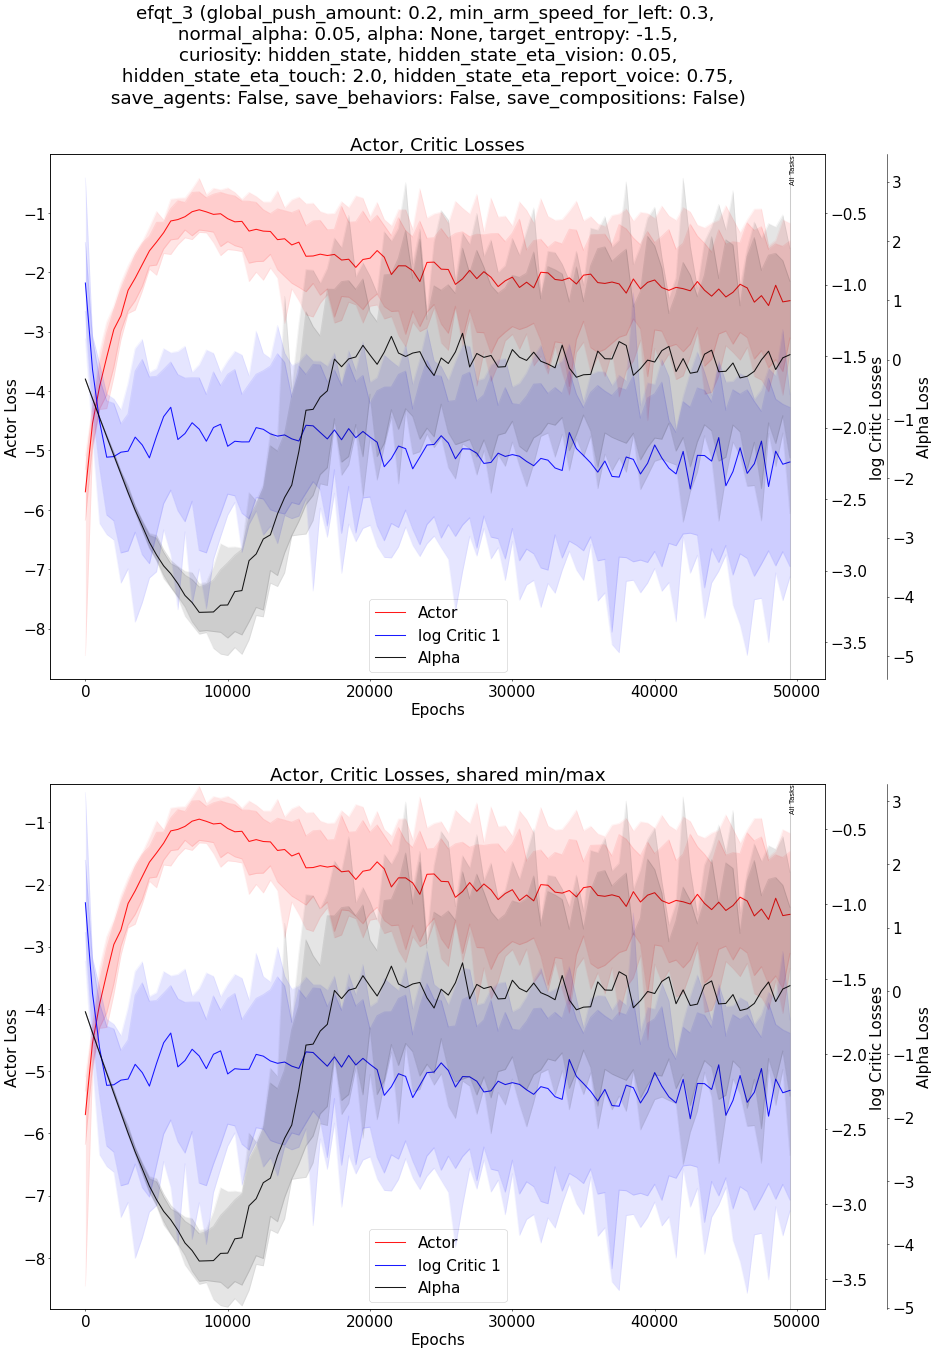 efqt_3 (global_push_amount: 0.2, min_arm_speed_for_left: 0.3,
normal_alpha: 0.05, alpha: None, target_entropy: -1.5,
curiosity: hidden_state, hidden_state_eta_vision: 0.05,
hidden_state_eta_touch: 2.0, hidden_state_eta_report_voice: 0.75,
save_agents: False, save_behaviors: False, save_compositions: False)
Actor, Critic Losses
All Tasks
−1
−2
−3
−4
−5
−6
−7
−8
Actor Loss
−0.5
−1.0
−1.5
−2.0
−2.5
−3.0
−3.5
log Critic Losses
3
2
1
0
−1
−2
−3
−4
−5
Alpha Loss
Actor
log Critic 1
Alpha
0
10000
20000
30000
40000
50000
Epochs
Actor, Critic Losses, shared min/max
All Tasks
−1
−2
−3
−4
−5
−6
−7
−8
Actor Loss
−0.5
−1.0
−1.5
−2.0
−2.5
−3.0
−3.5
log Critic Losses
3
2
1
0
−1
−2
−3
−4
−5
Alpha Loss
Actor
log Critic 1
Alpha
0
10000
20000
30000
40000
50000
Epochs